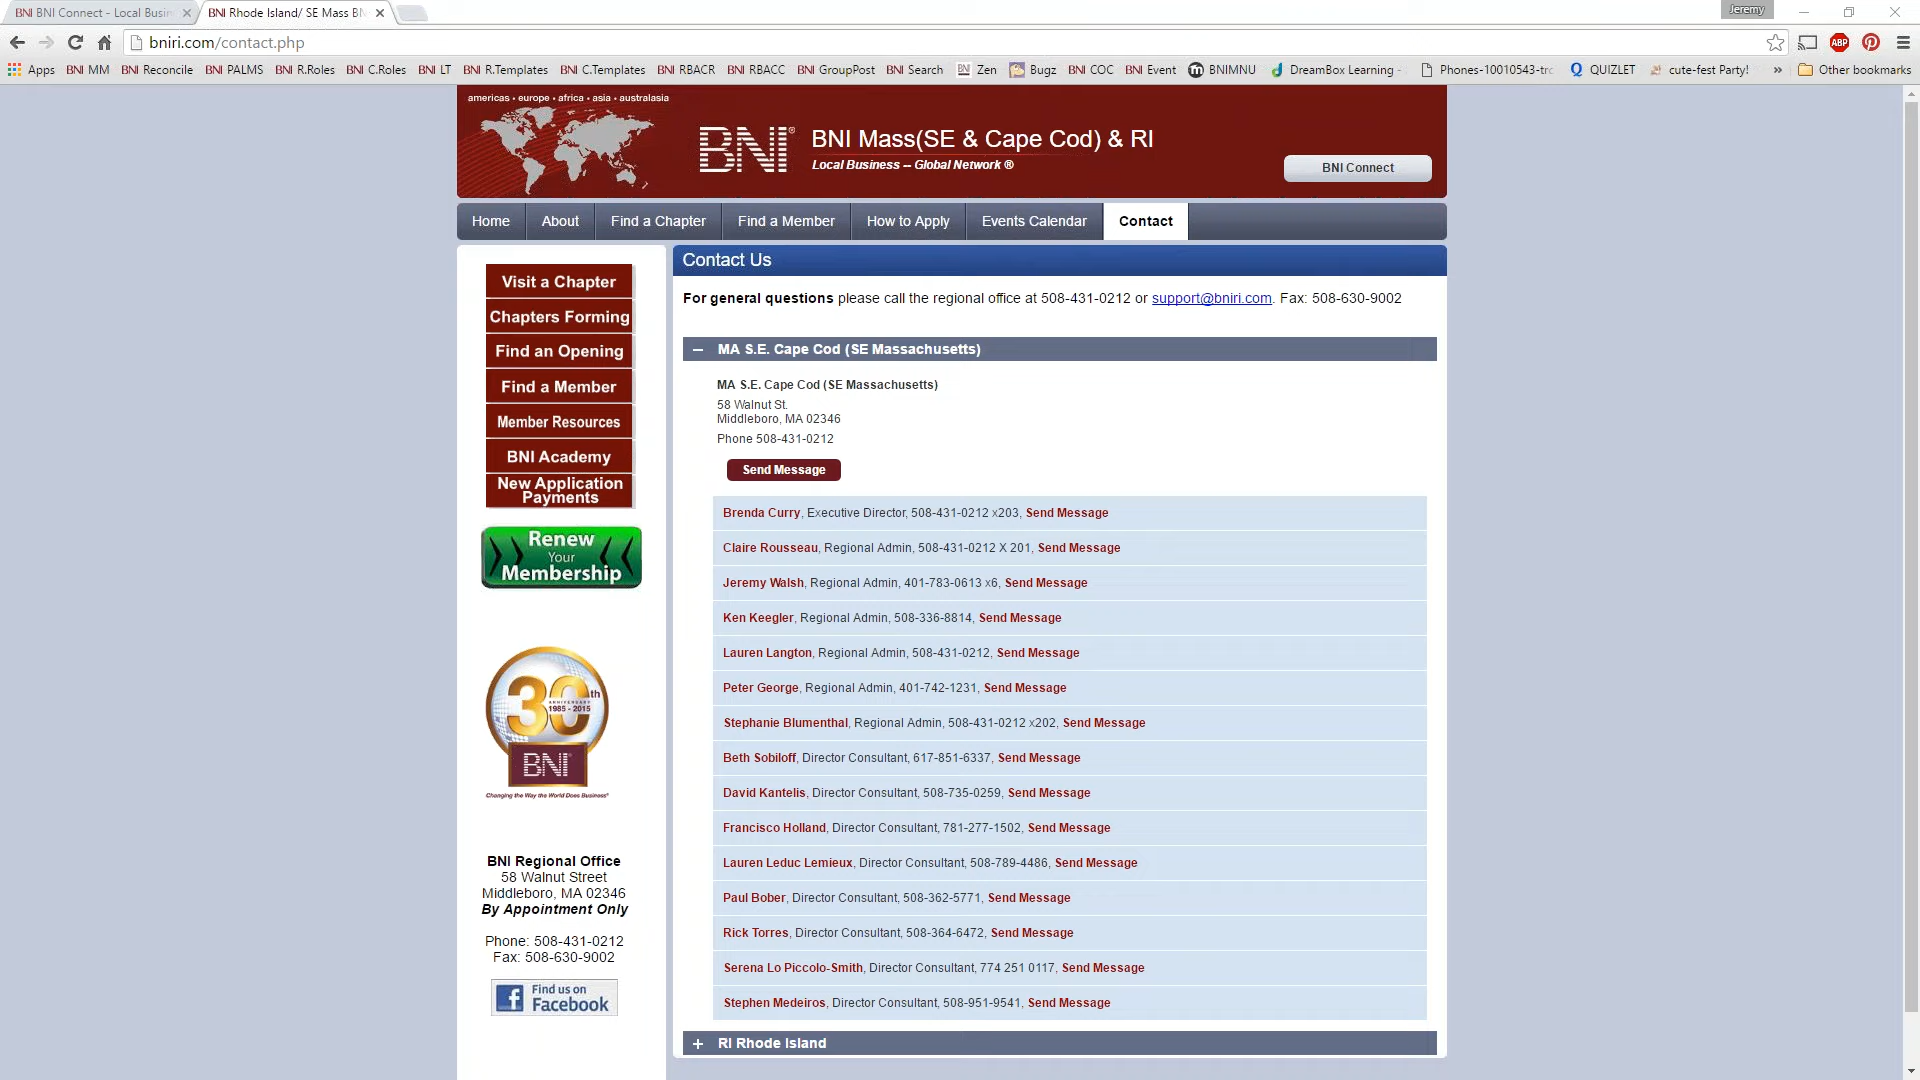 BNI BNI Connect - Local Busin
BNI Rhode Island/ SE Mass BN
Jeremy
bniri.com/contact.php
ABP
Apps
BNI MM
BNI Reconcile
BNI PALMS
BNI R.Roles
BNI C.Roles
BNI LT
BNI R.Templates
BNI C.Templates
BNI RBACR
BNI RBACC
BNI GroupPost
BNI Search
BNI Zen
Bugz
BNI COC
BNI Event
BNIMNU
DreamBox Learning -
Phones-10010543-trc
QUIZLET
cute-fest Party!
»
Other bookmarks
americas • europe • africa • asia • australasia
BNI® BNI Mass(SE & Cape Cod) & RI
Local Business -- Global Network ®
BNI Connect
Home
About
Find a Chapter
Find a Member
How to Apply
Events Calendar
Contact
Visit a Chapter
Chapters Forming
Find an Opening
Find a Member
Member Resources
BNI Academy
New Application
Payments
Renew
Your
Membership
30th
ANNIVERSARY
1985 - 2015
BNI
Changing the Way the World Does Business®
BNI Regional Office
58 Walnut Street
Middleboro, MA 02346
By Appointment Only
Phone: 508-431-0212
Fax: 508-630-9002
Find us on
Facebook
Contact Us
For general questions please call the regional office at 508-431-0212 or support@bniri.com. Fax: 508-630-9002
− MA S.E. Cape Cod (SE Massachusetts)
MA S.E. Cape Cod (SE Massachusetts)
58 Walnut St.
Middleboro, MA 02346
Phone 508-431-0212
Send Message
Brenda Curry, Executive Director, 508-431-0212 x203, Send Message
Claire Rousseau, Regional Admin, 508-431-0212 X 201, Send Message
Jeremy Walsh, Regional Admin, 401-783-0613 x6, Send Message
Ken Keegler, Regional Admin, 508-336-8814, Send Message
Lauren Langton, Regional Admin, 508-431-0212, Send Message
Peter George, Regional Admin, 401-742-1231, Send Message
Stephanie Blumenthal, Regional Admin, 508-431-0212 x202, Send Message
Beth Sobiloff, Director Consultant, 617-851-6337, Send Message
David Kantelis, Director Consultant, 508-735-0259, Send Message
Francisco Holland, Director Consultant, 781-277-1502, Send Message
Lauren Leduc Lemieux, Director Consultant, 508-789-4486, Send Message
Paul Bober, Director Consultant, 508-362-5771, Send Message
Rick Torres, Director Consultant, 508-364-6472, Send Message
Serena Lo Piccolo-Smith, Director Consultant, 774 251 0117, Send Message
Stephen Medeiros, Director Consultant, 508-951-9541, Send Message
+ RI Rhode Island